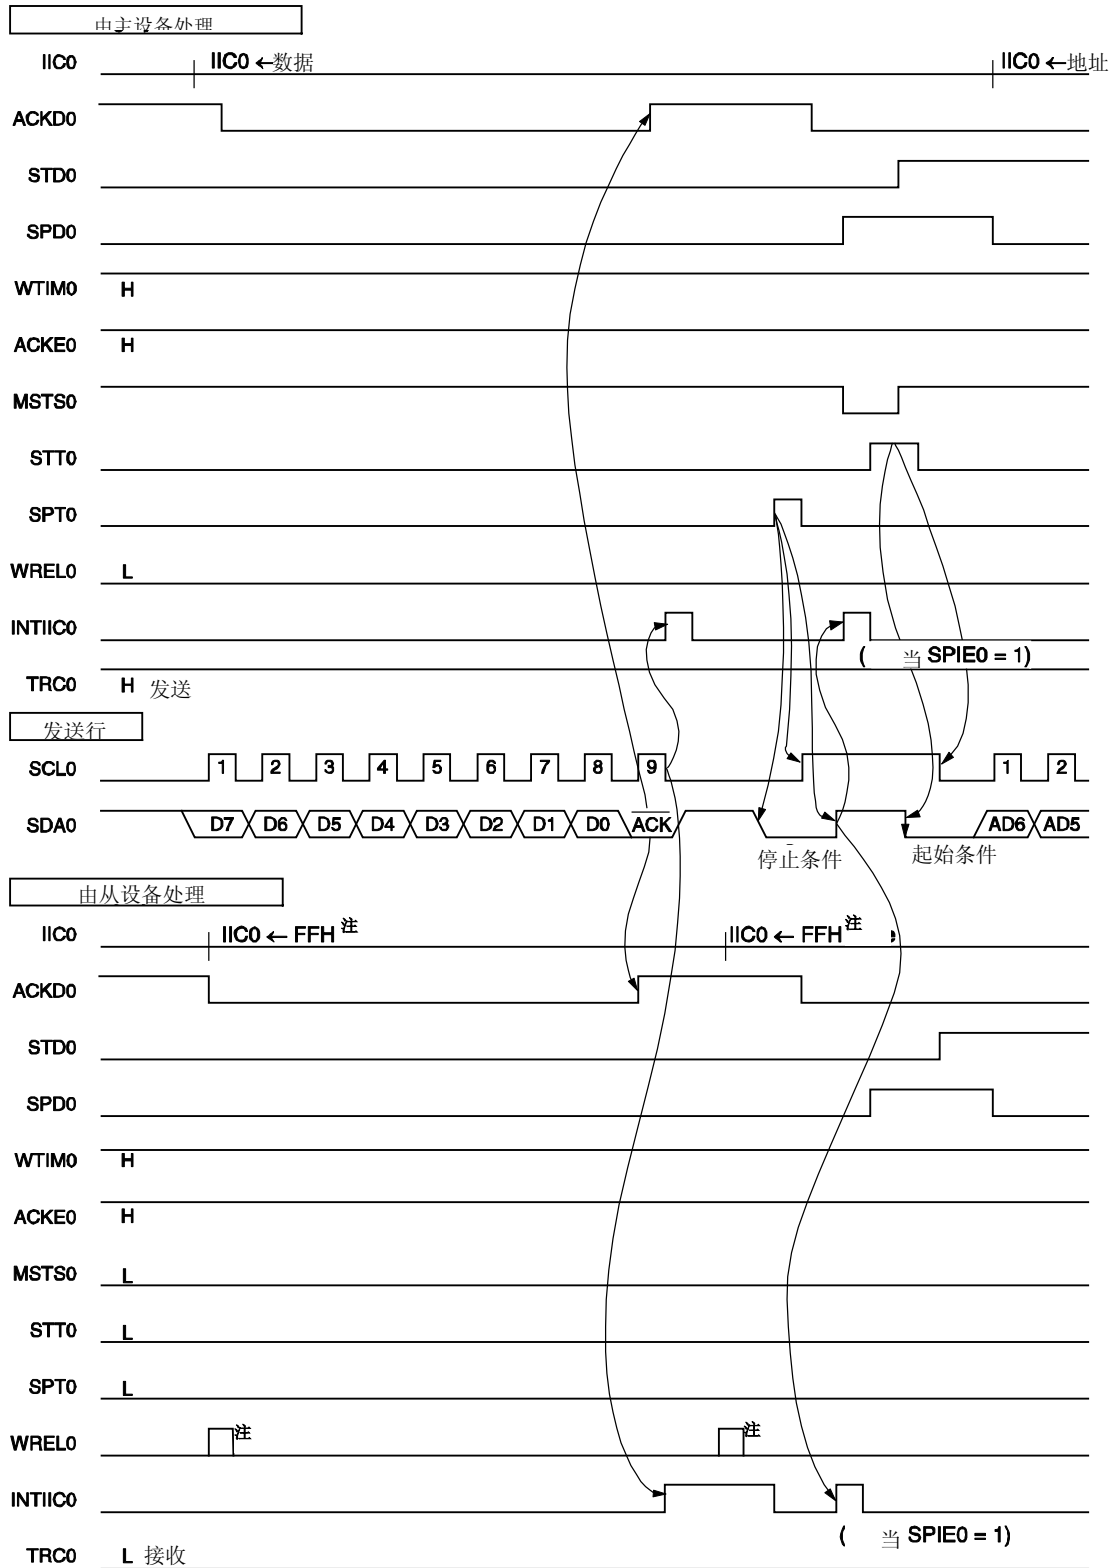 由主设备处理
IIC0 IIC0 ←数据 IIC0 ←地址
ACKD0
STD0
SPD0
WTIM0 H
ACKE0 H
MSTS0
STT0
SPT0
WREL0 L
INTIIC0
( 当 SPIE0 = 1)
TRC0 H 发送
发送行
SCL0 1 2 3 4 5 6 7 8 9 1 2
SDA0 D7 D6 D5 D4 D3 D2 D1 D0 ACK AD6 AD5
停止条件 起始条件
由从设备处理
IIC0 IIC0 ← FFH 注 IIC0 ← FFH 注
ACKD0
STD0
SPD0
WTIM0 H
ACKE0 H
MSTS0 L
STT0 L
SPT0 L
WREL0 注 注
INTIIC0
( 当 SPIE0 = 1)
TRC0 L 接收